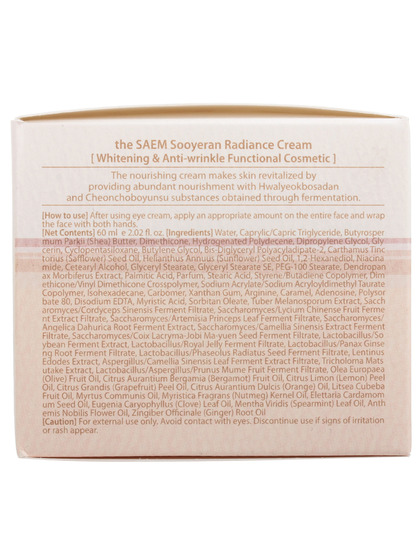 the SAEM Sooyeran Radiance Cream
[ Whitening & Anti-wrinkle Functional Cosmetic ]
The nourishing cream makes skin revitalized by
providing abundant nourishment with Hwalyeokbosadan
and Cheonchoboyunsu substances obtained through fermentation.
[How to use] After using eye cream, apply an appropriate amount on the entire face and wrap
the face with both hands.
[Net Contents] 60 ml e 2.02 fl. oz. [Ingredients] Water, Caprylic/Capric Triglyceride, Butyrosper
mum Parkii (Shea) Butter, Dimethicone, Hydrogenated Polydecene, Dipropylene Glycol, Gly
cerin, Cyclopentasiloxane, Butylene Glycol, Bis-Diglyceryl Polyacyladipate-2, Carthamus Tinc
torius (Safflower) Seed Oil, Helianthus Annuus (Sunflower) Seed Oil, 1,2-Hexanediol, Niacina
mide, Cetearyl Alcohol, Glyceryl Stearate, Glyceryl Stearate SE, PEG-100 Stearate, Dendropan
ax Morbiferus Extract, Palmitic Acid, Stearic Acid, Styrene/Butadiene Copolymer, Dim
ethicone/Vinyl Dimethicone Crosspolymer, Sodium Acrylate/Sodium Acryloyldimethyl Taurate
Copolymer, Isohexadecane, Xanthan Gum, Arginine, Caramel, Adenosine, Polysor
bate 80, Disodium EDTA, Myristic Acid, Sorbitan Oleate, Tuber Melanosporum Extract, Sacch
aromyces/Cordyceps Sinensis Ferment Filtrate, Saccharomyces/Lycium Chinense Fruit Ferme
nt Filtrate, Saccharomyces/Artemisia Princeps Leaf Ferment Filtrate, Saccharomyces/
Angelica Dahurica Root Ferment Extract, Saccharomyces/Camellia Sinensis Extract Ferment
Filtrate, Saccharomyces/Coix Lacryma-Jobi Ma-yuen Seed Ferment Filtrate, Lactobacillus/So
ybean Ferment Extract, Lactobacillus/Royal Jelly Ferment Filtrate, Lactobacillus/Panax Ginse
ng Root Ferment Filtrate, Lactobacillus/Phaseolus Radiatus Seed Ferment Filtrate, Lentinus
Edodes Extract, Aspergillus/Camellia Sinensis Leaf Ferment Extract Filtrate, Tricholoma Mats
utake Extract, Lactobacillus/Aspergillus/Prunus Mume Fruit Ferment Filtrate, Olea Europaea
(Olive) Fruit Oil, Citrus Aurantium Bergamia (Bergamot) Fruit Oil, Citrus Limon (Lemon) Peel
Oil, Citrus Grandis (Grapefruit) Peel Oil, Citrus Aurantium Dulcis (Orange) Oil, Litsea Cubeba
Fruit Oil, Myrtus Communis Oil, Myristica Fragrans (Nutmeg) Kernel Oil, Elettaria Cardamom
um Seed Oil, Eugenia Caryophyllus (Clove) Leaf Oil, Mentha Viridis (Spearmint) Leaf Oil, Anth
emis Nobilis Flower Oil, Zingiber Officinale (Ginger) Root Oil
[Caution] For external use only. Avoid contact with eyes. Discontinue use if signs of irritation
or rash appear.